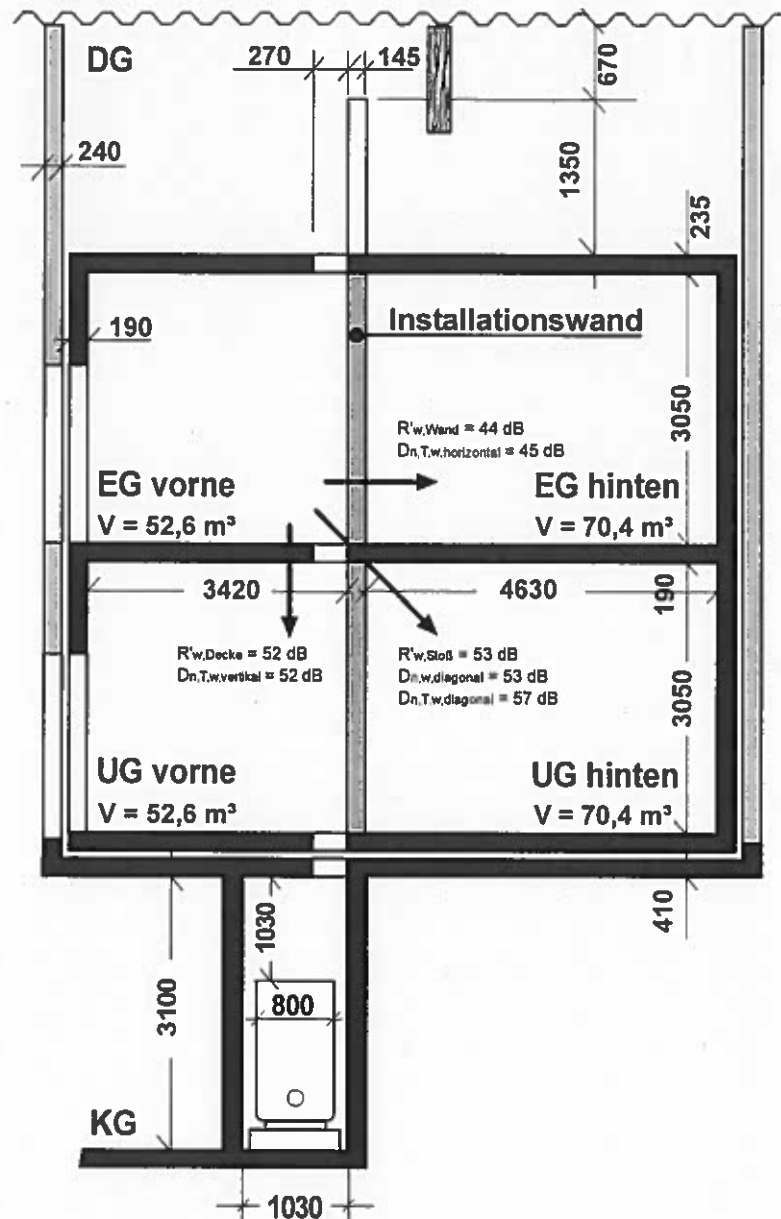 DG
270
145
670
240
1350
235
190
Installationswand
R'w,Wand = 44 dB
Dn,T,w,horizontal = 45 dB
3050
EG vorne
V = 52,6 m³
EG hinten
V = 70,4 m³
3420
4630
190
R'w,Decke = 52 dB
Dn,T,w,vertikal = 52 dB
R'w,Stoß = 53 dB
Dn,w,diagonal = 53 dB
Dn,T,w,diagonal = 57 dB
3050
UG vorne
V = 52,6 m³
UG hinten
V = 70,4 m³
1030
410
3100
800
KG
1030